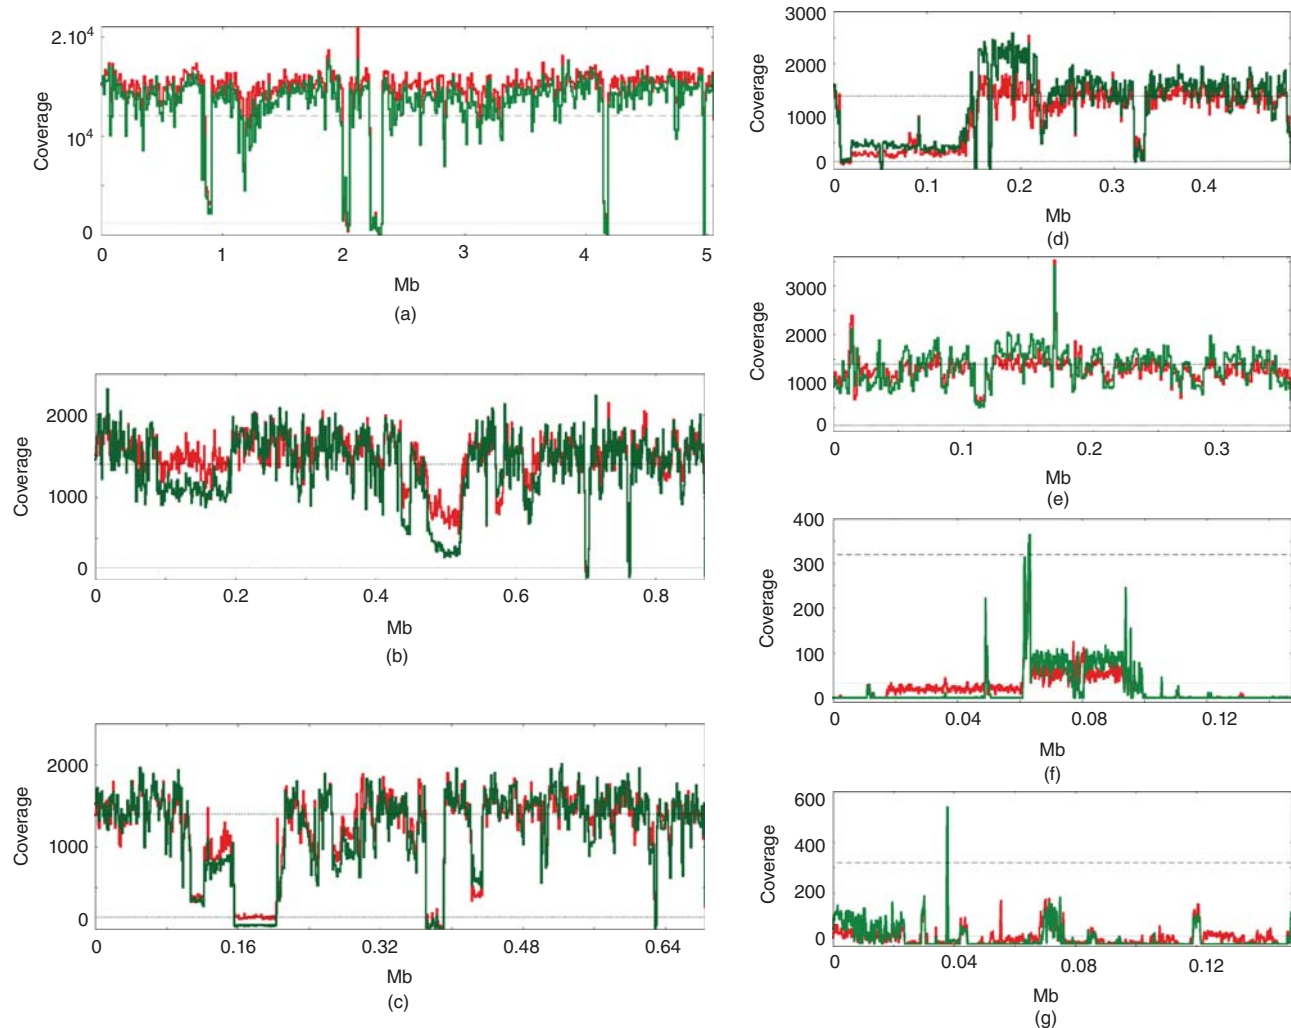 2.10⁴
10⁴
0
Coverage
0 1 2 3 4 5
Mb
(a)
2000
1000
0
Coverage
0 0.2 0.4 0.6 0.8
Mb
(b)
2000
1000
0
Coverage
0 0.16 0.32 0.48 0.64
Mb
(c)
3000
2000
1000
0
Coverage
0 0.1 0.2 0.3 0.4
Mb
(d)
3000
2000
1000
0
Coverage
0.1 0.2 0.3
Mb
(e)
400
300
200
100
0
Coverage
0 0.04 0.08 0.12
Mb
(f)
600
400
200
0
Coverage
0 0.04 0.08 0.12
Mb
(g)